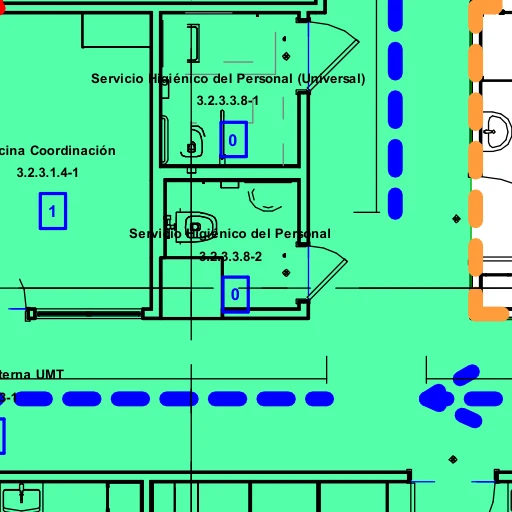 Servicio Higiénico del Personal (Universal)
3.2.3.3.8-1
0
cina Coordinación
3.2.3.1.4-1
1
Servicio Higiénico del Personal
3.2.3.3.8-2
0
terna UMT
-1